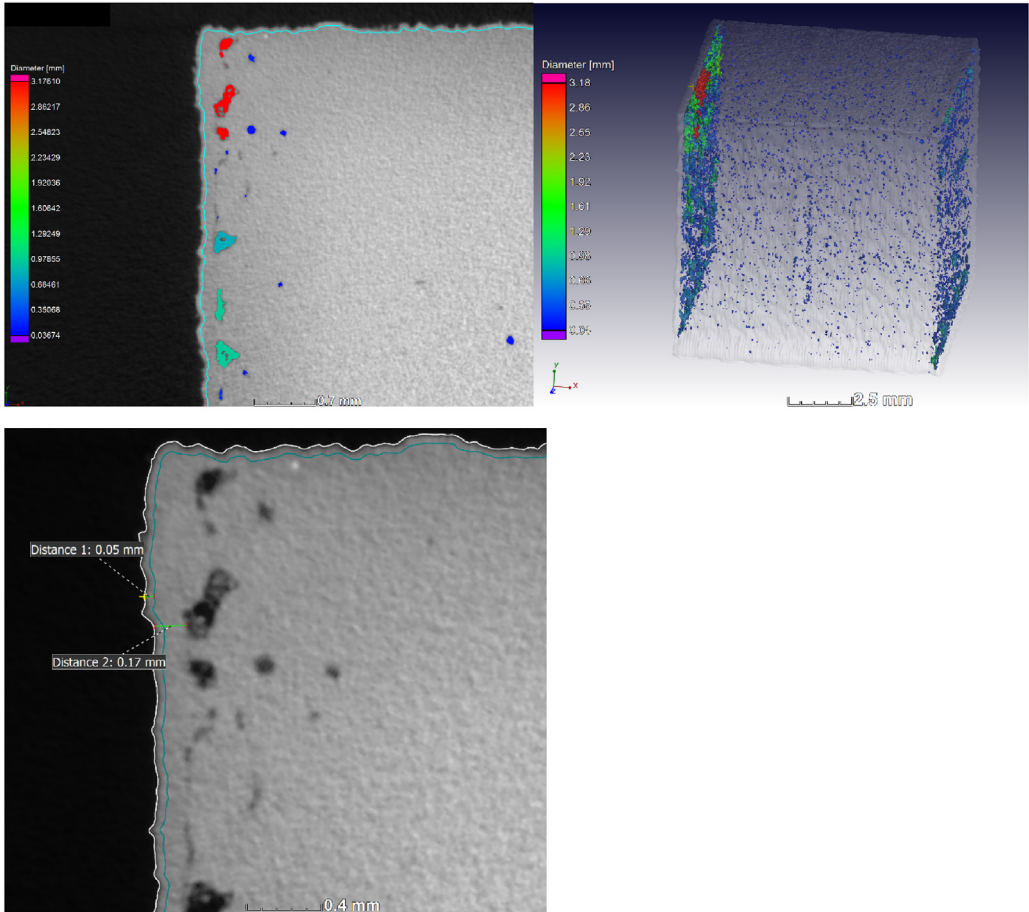 Diameter [mm]
3.17610
2.86217
2.54823
2.23429
1.92036
1.60642
1.29249
0.97855
0.66461
0.35068
0.03674
0.7 mm
Diameter [mm]
3.18
2.86
2.55
2.23
1.92
1.61
1.29
y
x
z
2.5 mm
Distance 1: 0.05 mm
Distance 2: 0.17 mm
0.4 mm